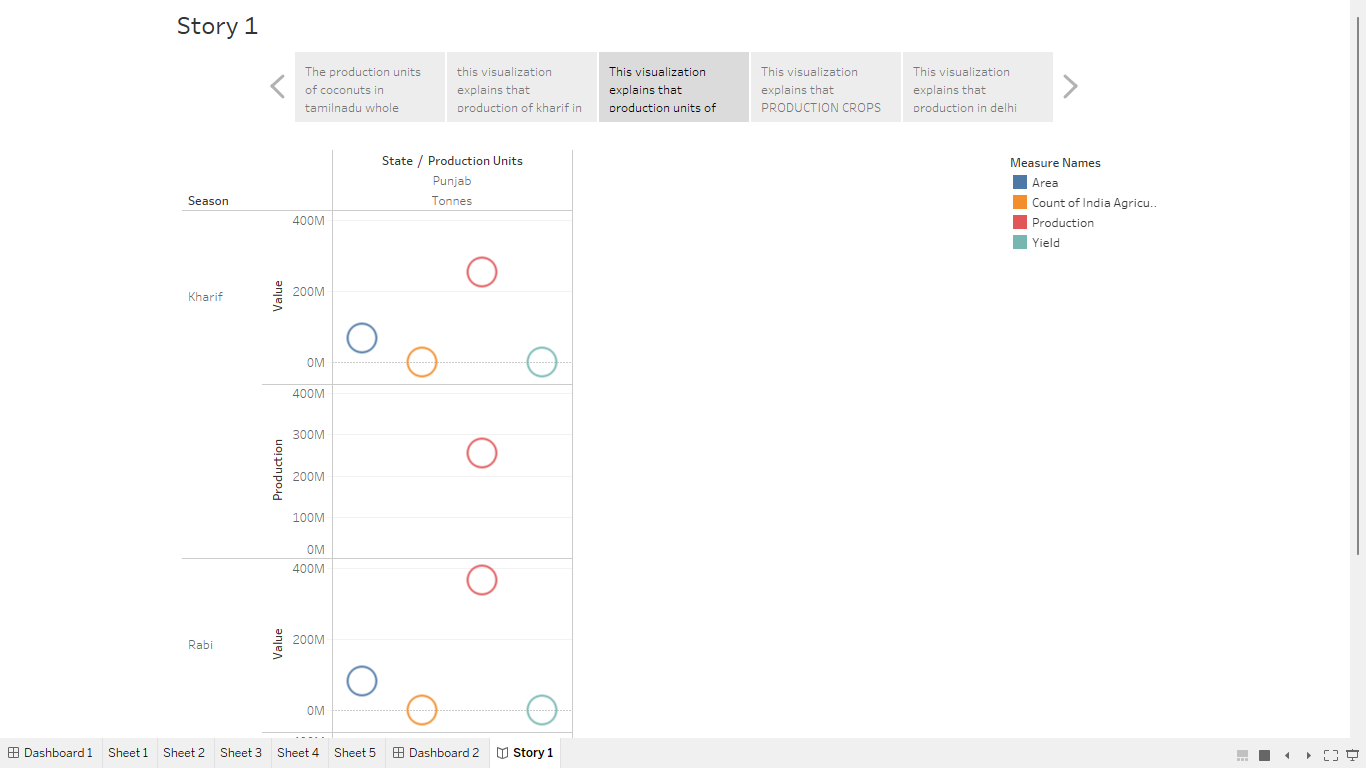 Story 1
The production units
of coconuts in
tamilnadu whole
this visualization
explains that
production of kharif in
This visualization
explains that
production units of
This visualization
explains that
PRODUCTION CROPS
This visualization
explains that
production in delhi
State / Production Units
Punjab
Season
Tonnes
Measure Names
Area
Count of India Agricu..
Production
Yield
Kharif
Value
400M
200M
0M
Production
400M
300M
200M
100M
0M
Rabi
Value
400M
200M
0M
Dashboard 1
Sheet 1
Sheet 2
Sheet 3
Sheet 4
Sheet 5
Dashboard 2
Story 1